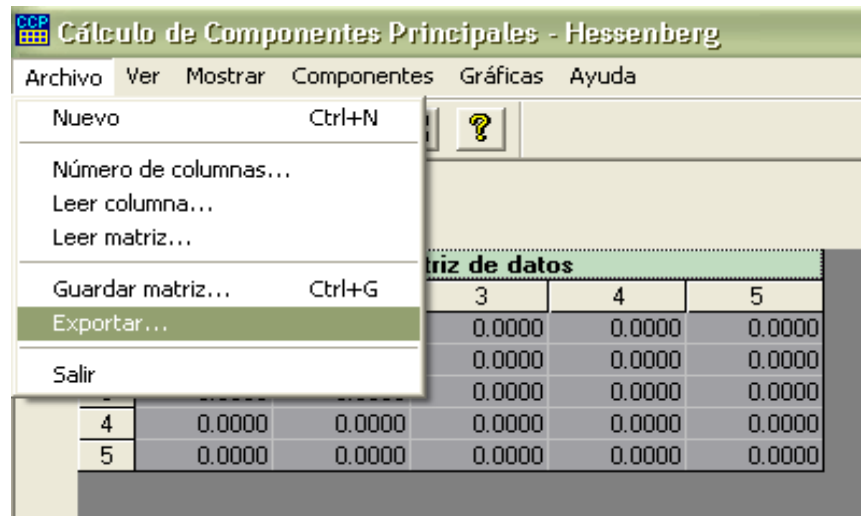 CCP
Cálculo de Componentes Principales - Hessenberg
Archivo Ver Mostrar Componentes Gráficas Ayuda
Nuevo Ctrl+N
Número de columnas...
Leer columna...
Leer matriz...
Guardar matriz... Ctrl+G
Exportar...
Salir
triz de datos
3 4 5
0.0000 0.0000 0.0000
0.0000 0.0000 0.0000
0.0000 0.0000 0.0000
4 0.0000 0.0000 0.0000 0.0000 0.0000
5 0.0000 0.0000 0.0000 0.0000 0.0000